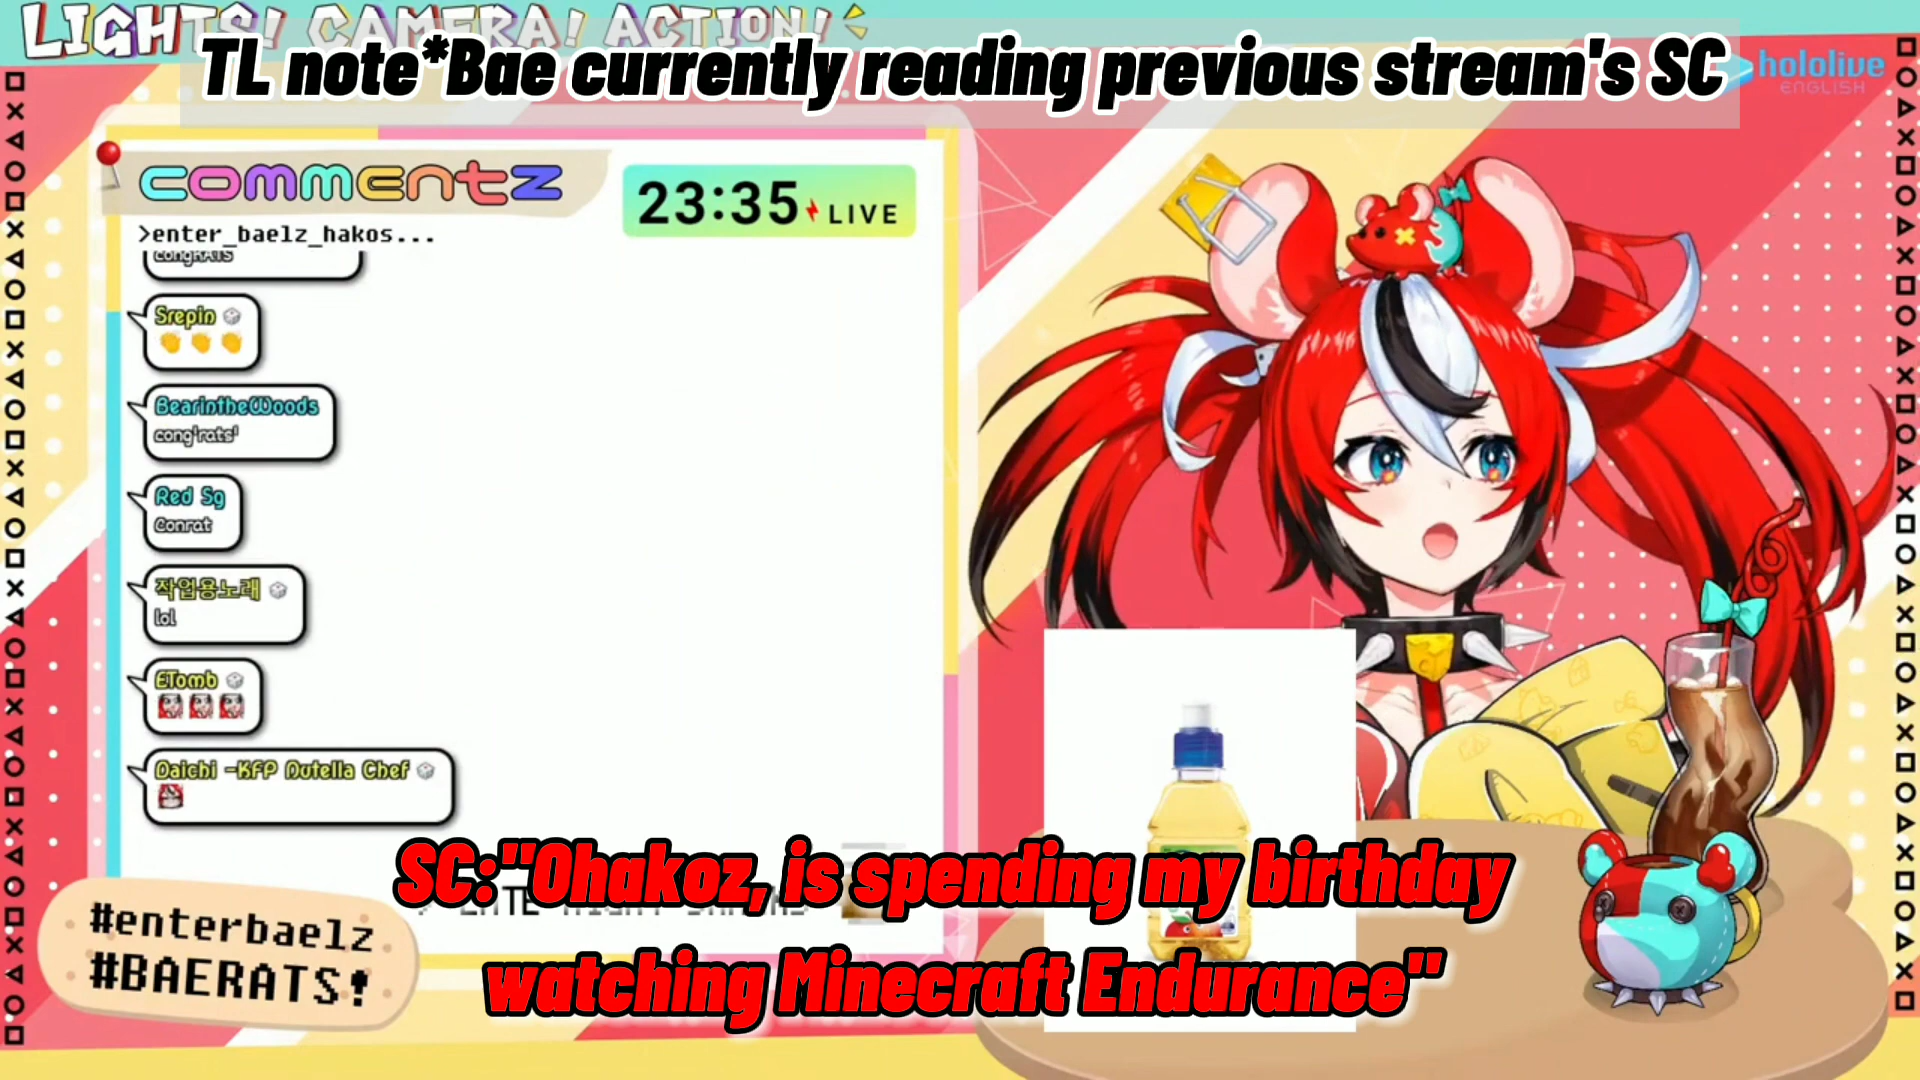 LIGHTS! CAMERA! ACTION!
TL note*Bae currently reading previous stream's SC
hololive
ENGLISH
commentz
23:35 LIVE
>enter_baelz_hakos...
congRATS
Srepin
BearintheWoods
cong'rats'
Red Sg
Conrat
작업용노래
lol
ETomb
Daichi -KFP Nutella Chef
SC:"Ohakoz, is spending my birthday
watching Minecraft Endurance"
#enterbaelz
#BAERATS!